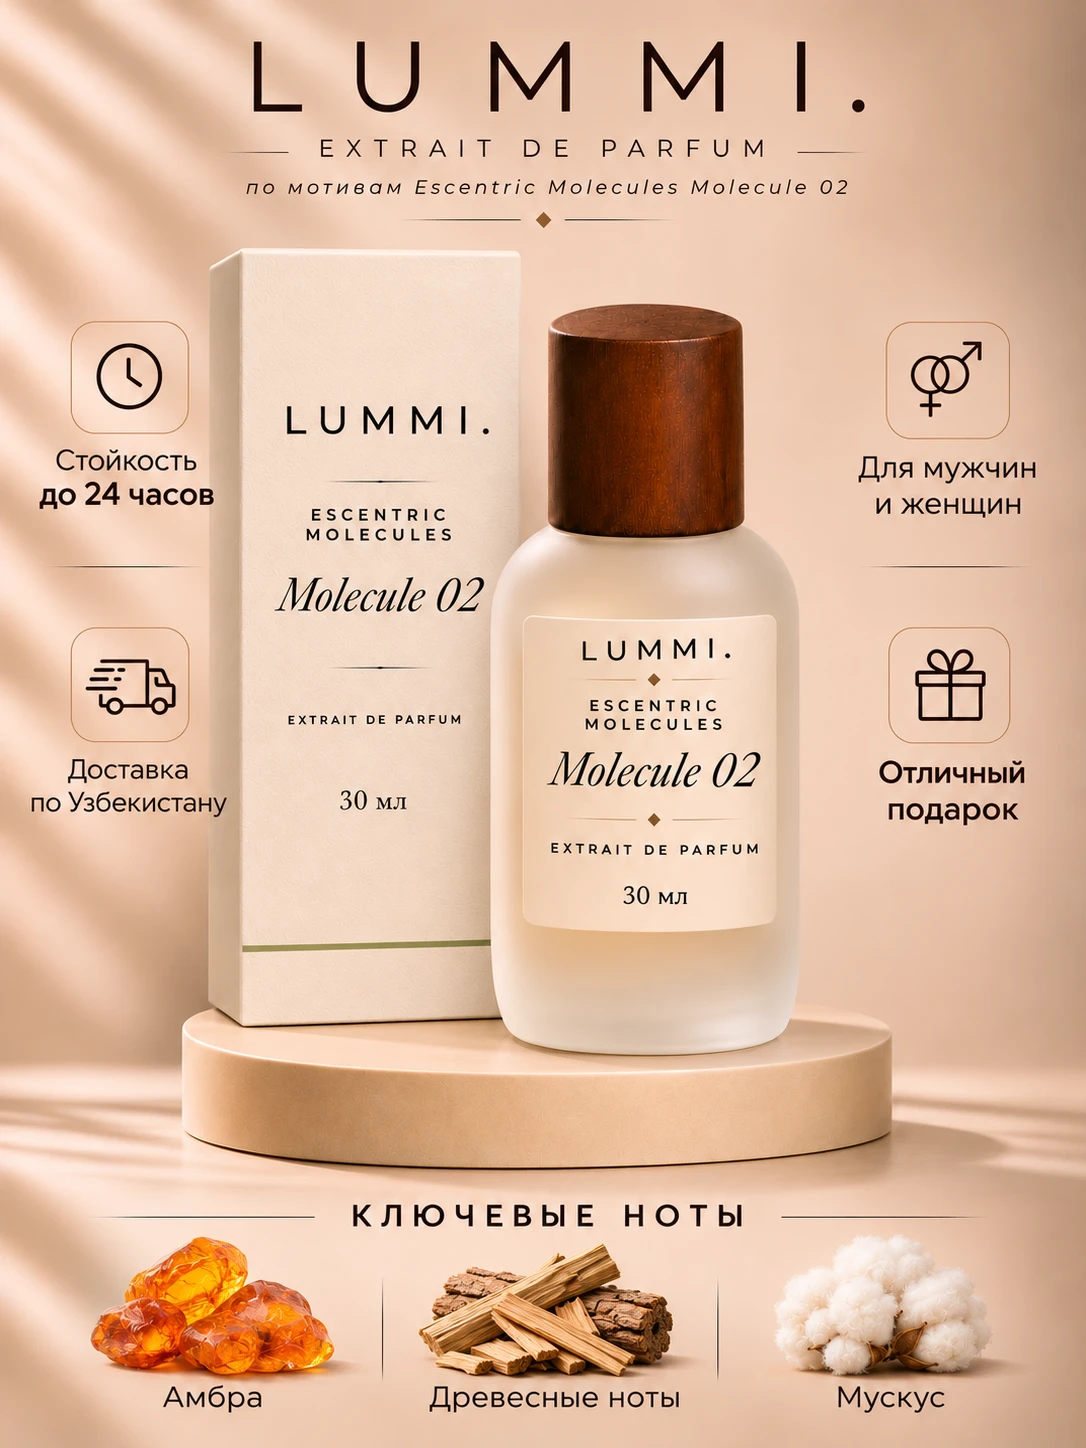 LUMMI.
EXTRAIT DE PARFUM
по мотивам Escentric Molecules Molecule 02
LUMMI.
ESCENTRIC
MOLECULES
Molecule 02
EXTRAIT DE PARFUM
30 мл
LUMMI.
ESCENTRIC
MOLECULES
Molecule 02
EXTRAIT DE PARFUM
30 мл
Стойкость
до 24 часов
Доставка
по Узбекистану
Для мужчин
и женщин
Отличный
подарок
КЛЮЧЕВЫЕ НОТЫ
Амбра
Древесные ноты
Мускус